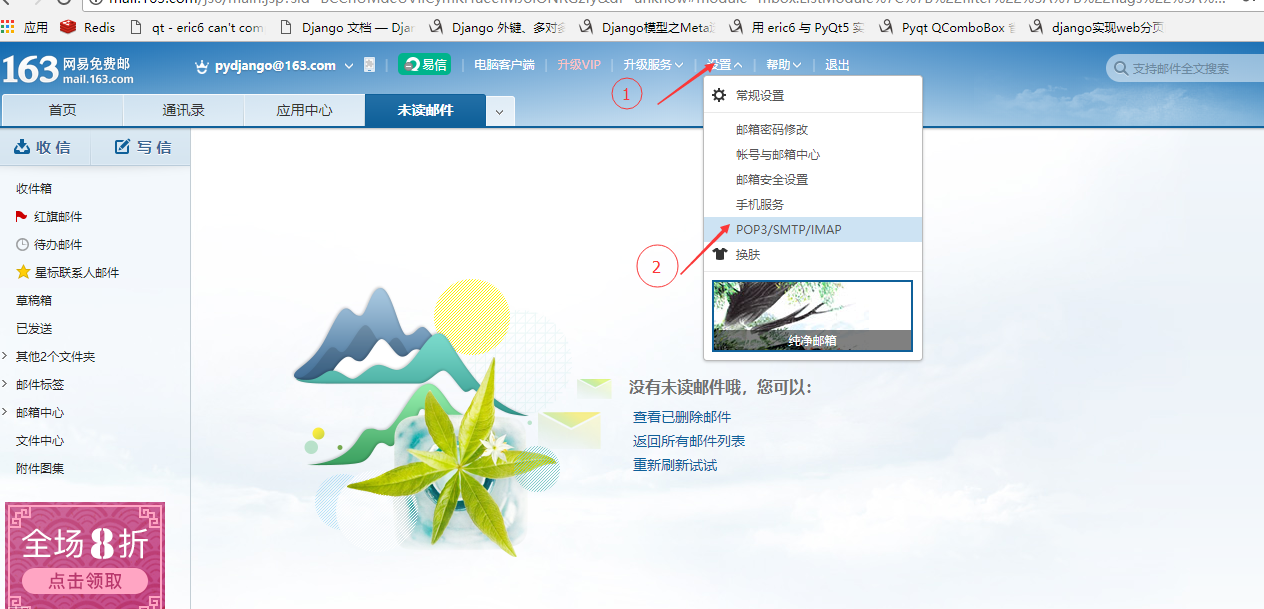 应用 Redis qt - eric6 can't com Django 文档 — Djan Django 外键、多对多 Django模型之Meta 用 eric6 与 PyQt5 实 Pyqt QComboBox django实现web分页
163 网易免费邮
mail.163.com
pydjango@163.com 易信 电脑客户端 升级VIP 升级服务 设置 帮助 退出
支持邮件全文搜索
1
首页 通讯录 应用中心 未读邮件
常规设置
邮箱密码修改
帐号与邮箱中心
邮箱安全设置
手机服务
POP3/SMTP/IMAP
换肤
纯净邮箱
2
收信 写信
收件箱
红旗邮件
待办邮件
星标联系人邮件
草稿箱
已发送
其他2个文件夹
邮件标签
邮箱中心
文件中心
附件图集
没有未读邮件哦，您可以：
查看已删除邮件
返回所有邮件列表
重新刷新试试
全场8折
点击领取